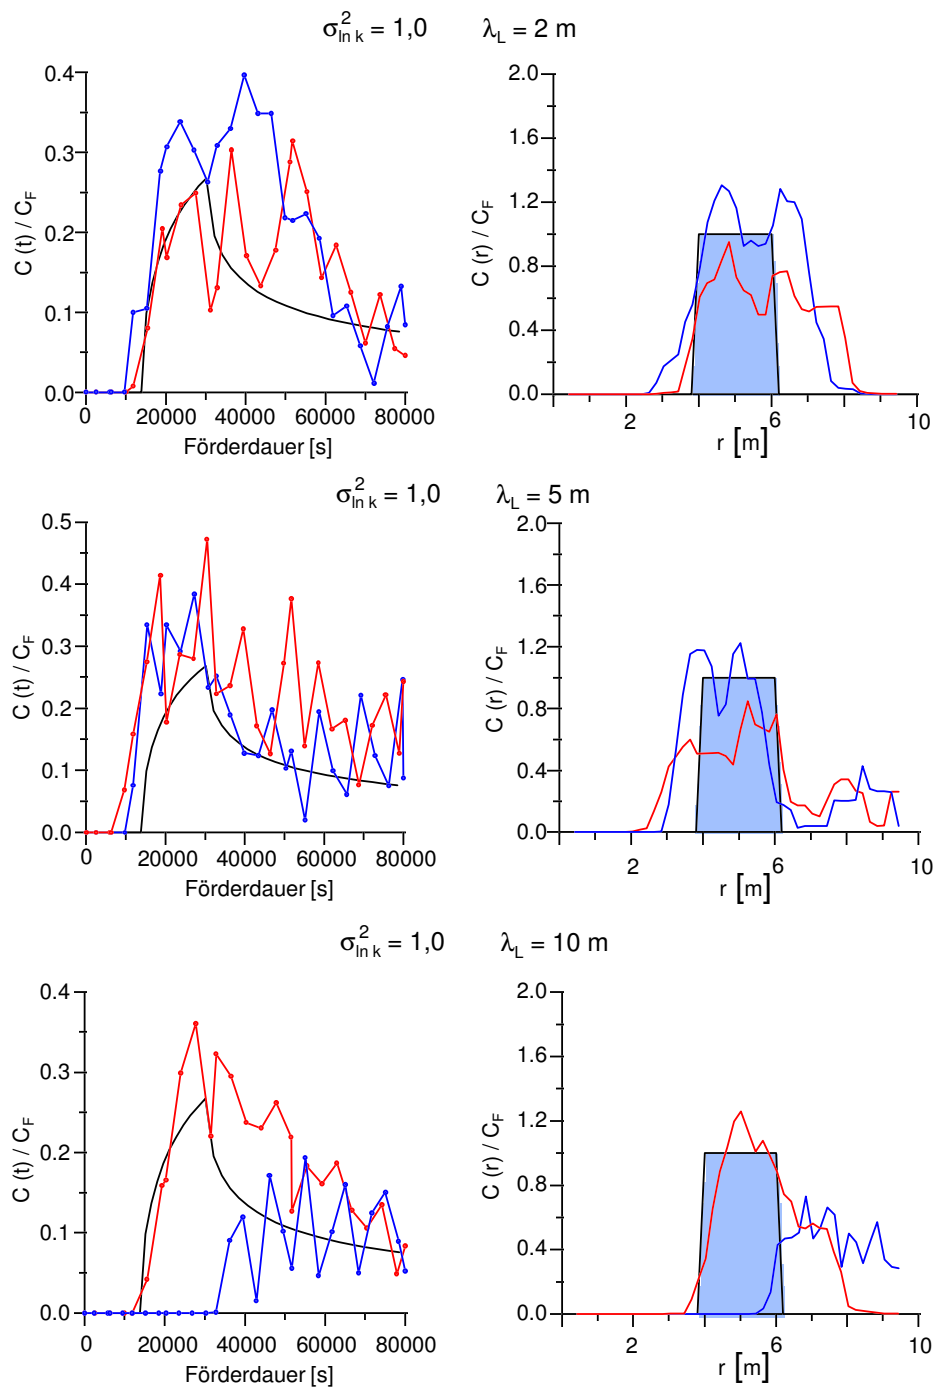 σ²ln k = 1,0 λL = 2 m
0.4
0.3
0.2
0.1
0.0
C (t) / CF
0 20000 40000 60000 80000
Förderdauer [s]
2.0
1.6
1.2
0.8
0.4
0.0
C (r) / CF
2 6 10
r [m]
σ²ln k = 1,0 λL = 5 m
0.5
0.4
0.3
0.2
0.1
0.0
C (t) / CF
0 20000 40000 60000 80000
Förderdauer [s]
2.0
1.6
1.2
0.8
0.4
0.0
C (r) / CF
2 6 10
r [m]
σ²ln k = 1,0 λL = 10 m
0.4
0.3
0.2
0.1
0.0
C (t) / CF
0 20000 40000 60000 80000
Förderdauer [s]
2.0
1.6
1.2
0.8
0.4
0.0
C (r) / CF
2 6 10
r [m]